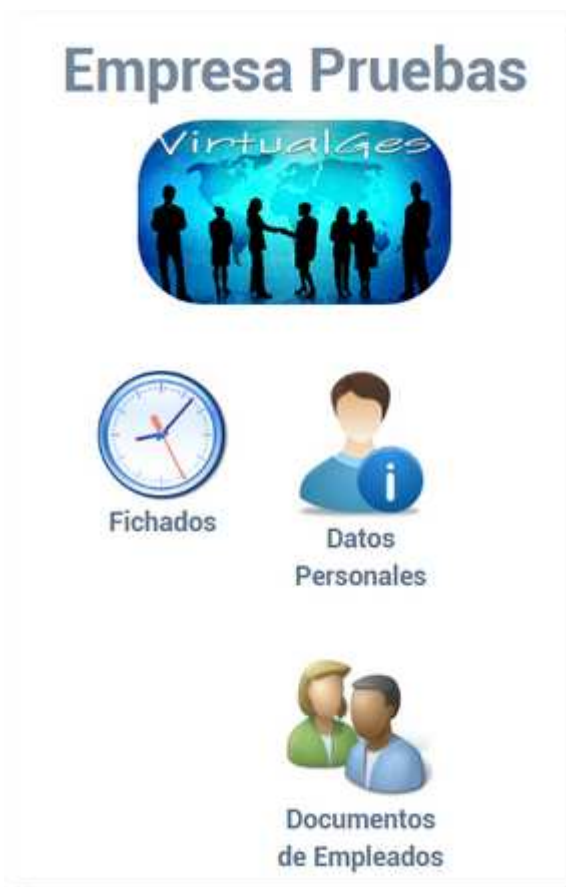 Empresa Pruebas
VirtualGes
Fichados
Datos
Personales
Documentos
de Empleados